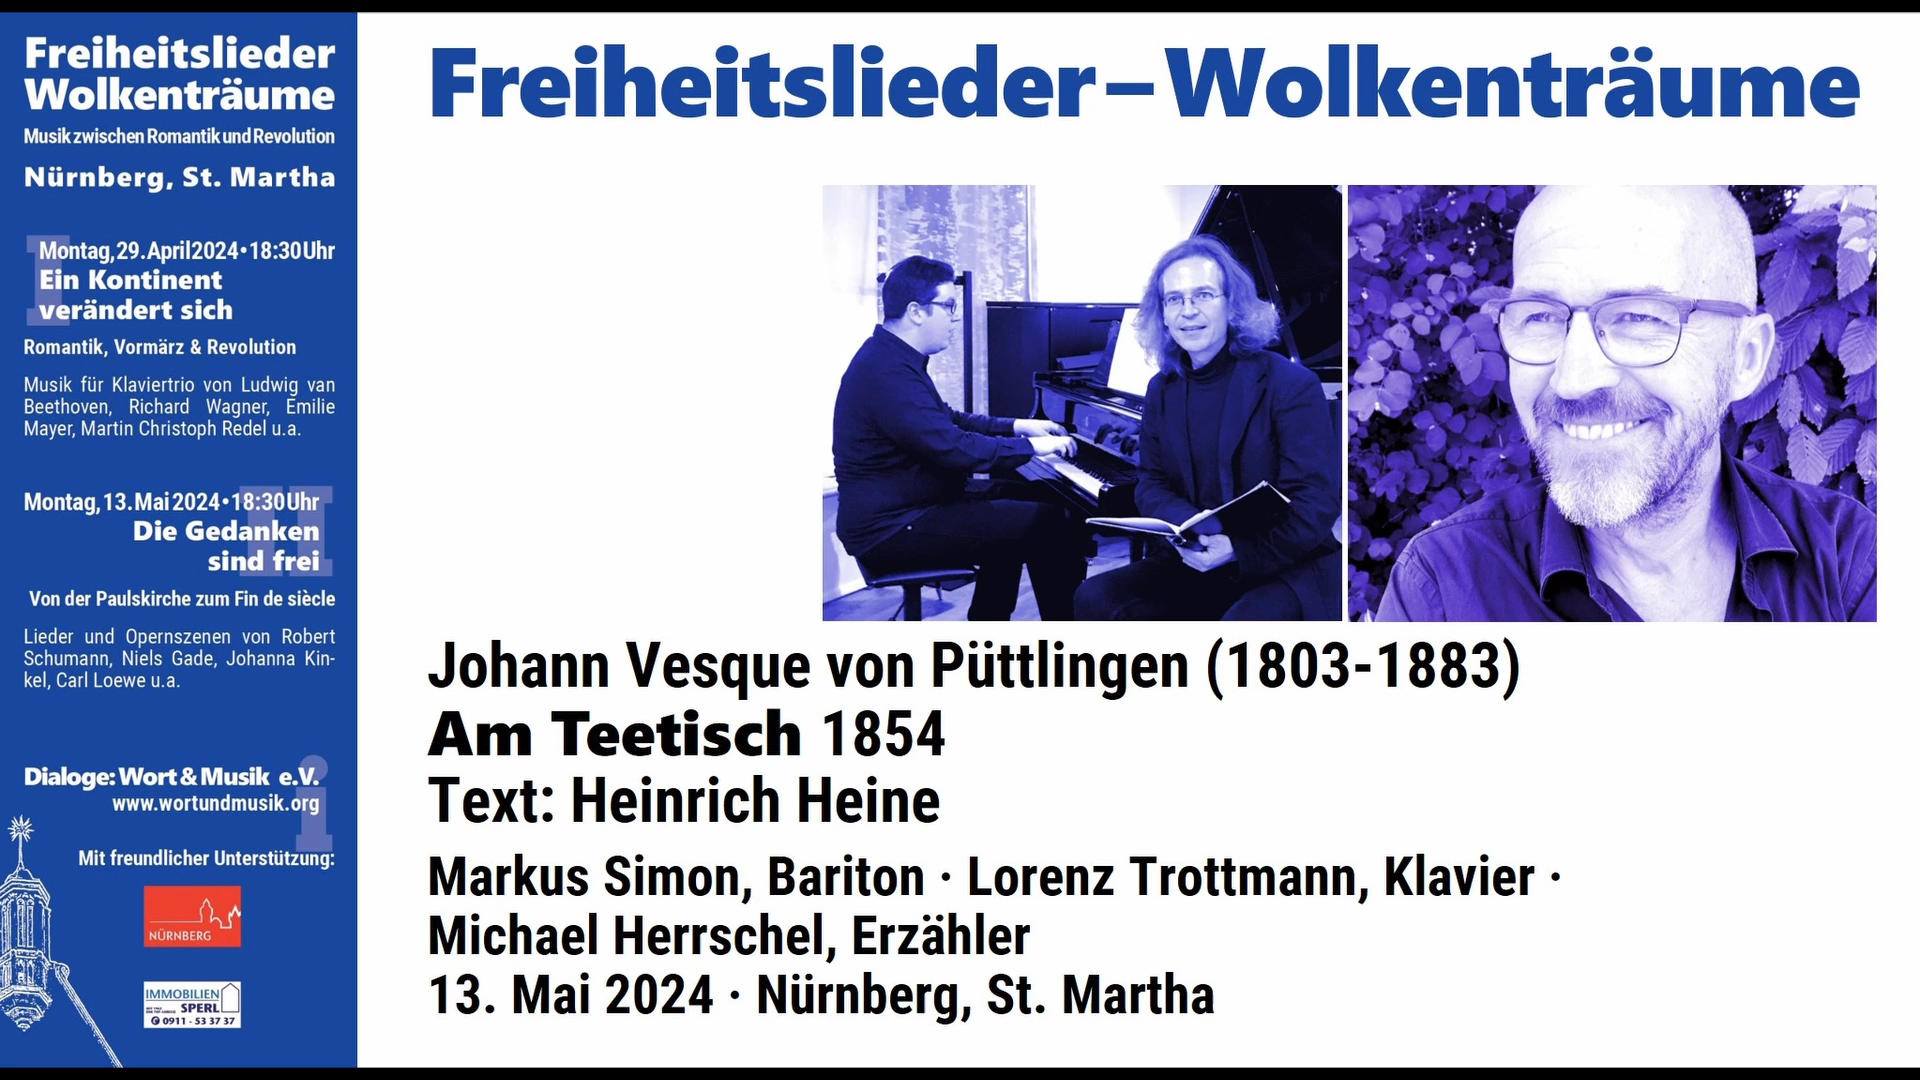 Freiheitslieder
Wolkenträume
Musik zwischen Romantik und Revolution
Nürnberg, St. Martha
I
Montag, 29. April 2024 • 18:30 Uhr
Ein Kontinent
verändert sich
Romantik, Vormärz & Revolution
Musik für Klaviertrio von Ludwig van
Beethoven, Richard Wagner, Emilie
Mayer, Martin Christoph Redel u.a.
II
Montag, 13. Mai 2024 • 18:30 Uhr
Die Gedanken
sind frei
Von der Paulskirche zum Fin de siècle
Lieder und Opernszenen von Robert
Schumann, Niels Gade, Johanna Kin-
kel, Carl Loewe u.a.
i
Dialoge: Wort & Musik e.V.
www.wortundmusik.org
Mit freundlicher Unterstützung:
NÜRNBERG
IMMOBILIEN
SPERL
✆ 0911 - 53 37 37
Freiheitslieder – Wolkenträume
Johann Vesque von Püttlingen (1803-1883)
Am Teetisch 1854
Text: Heinrich Heine
Markus Simon, Bariton · Lorenz Trottmann, Klavier ·
Michael Herrschel, Erzähler
13. Mai 2024 · Nürnberg, St. Martha